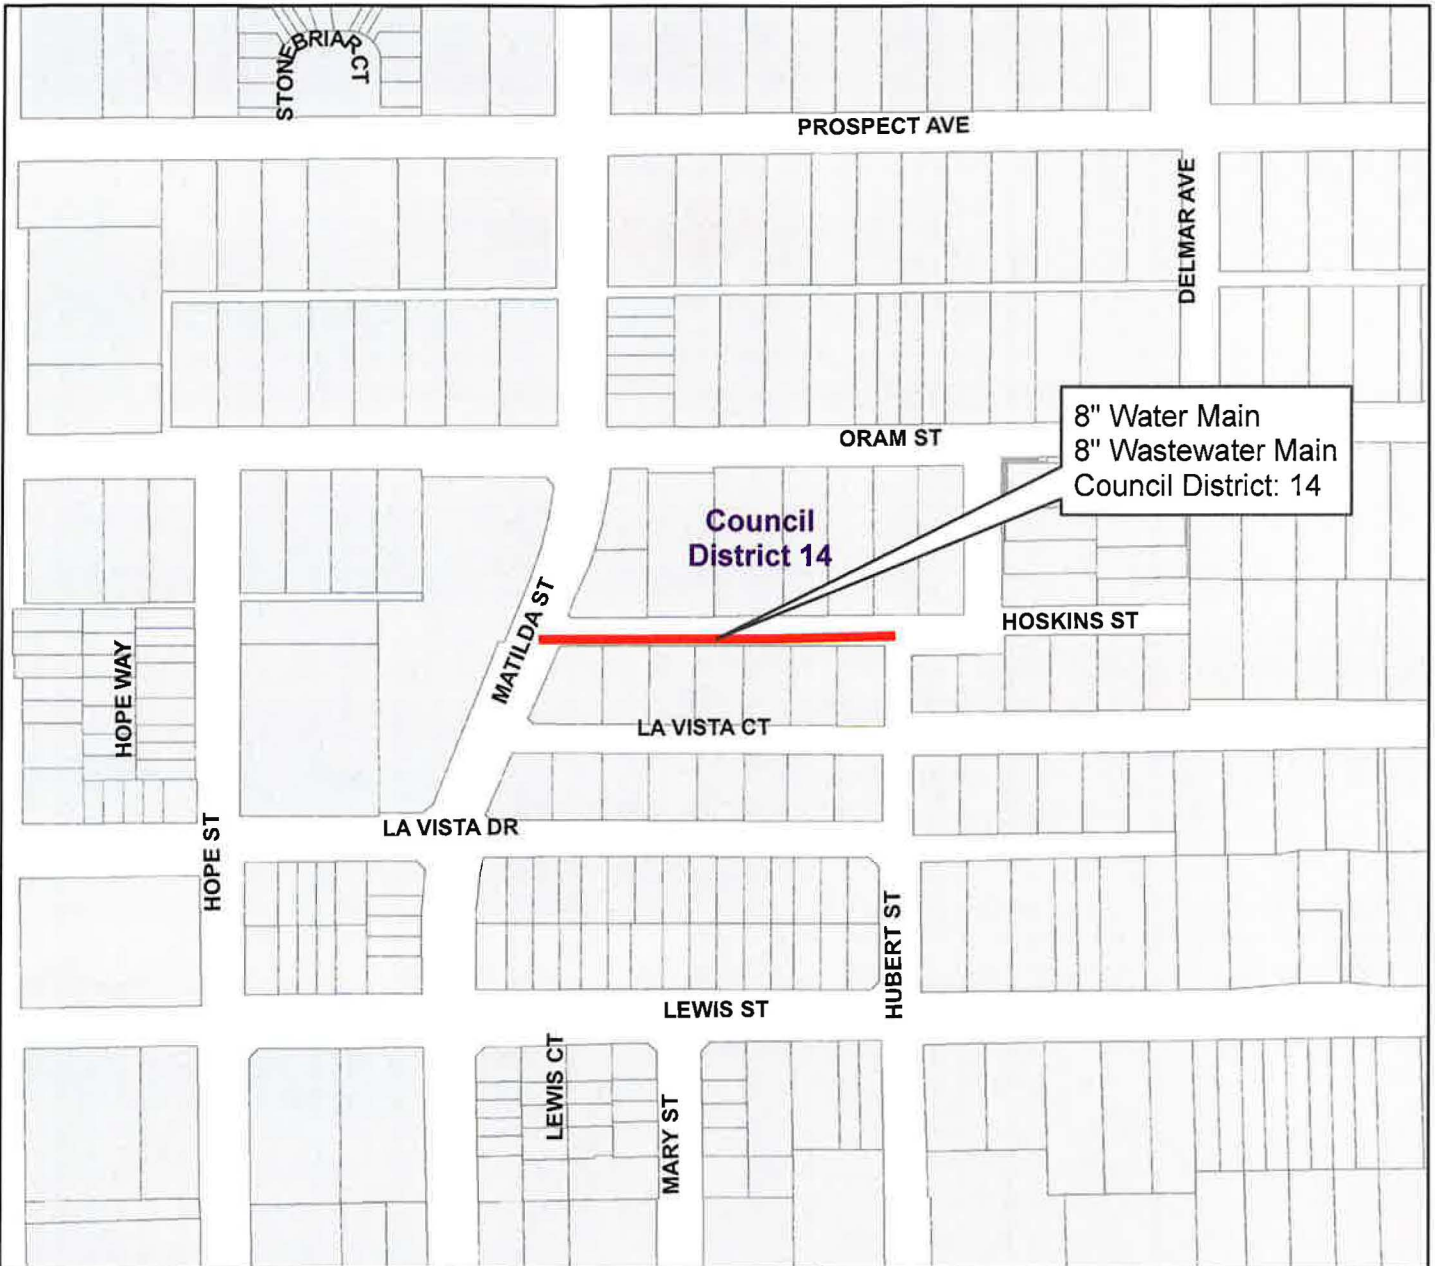 STONEBRIAR CT
PROSPECT AVE
DELMAR AVE
8" Water Main
8" Wastewater Main
Council District: 14
ORAM ST
Council
District 14
MATILDA ST
HOSKINS ST
HOPE WAY
LA VISTA CT
LA VISTA DR
HOPE ST
HUBERT ST
LEWIS ST
LEWIS CT
MARY ST